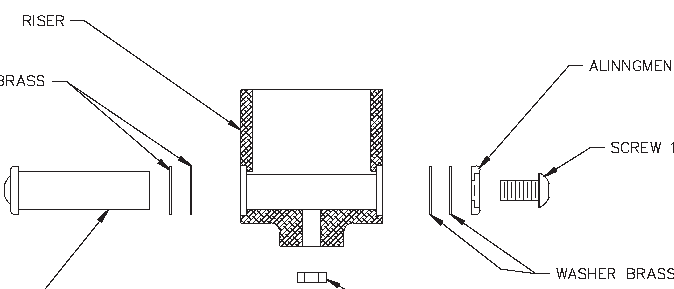 RISER
ALINNGMEN
BRASS
SCREW 1
WASHER BRASS